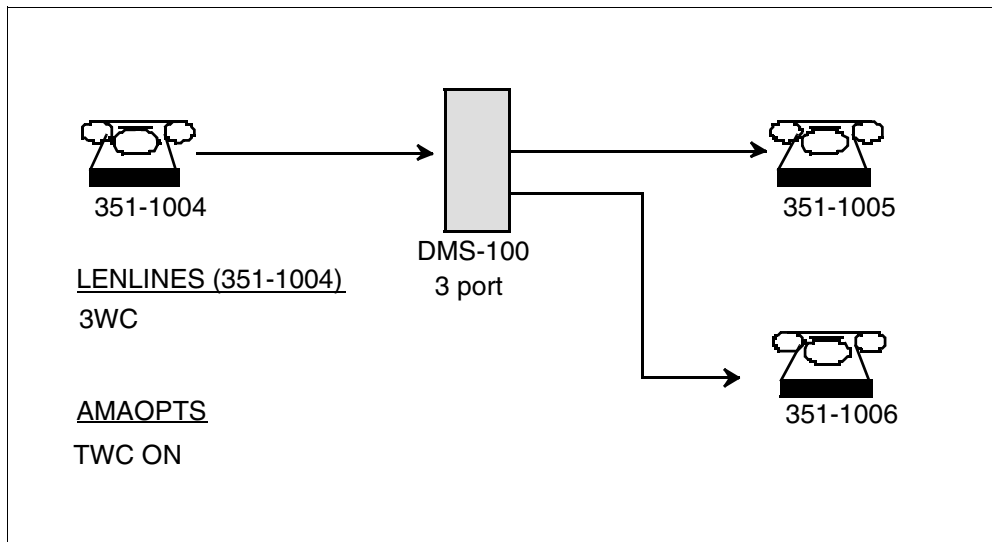 351-1004
351-1005
DMS-100
3 port
LENLINES (351-1004)
3WC
351-1006
AMAOPTS
TWC ON